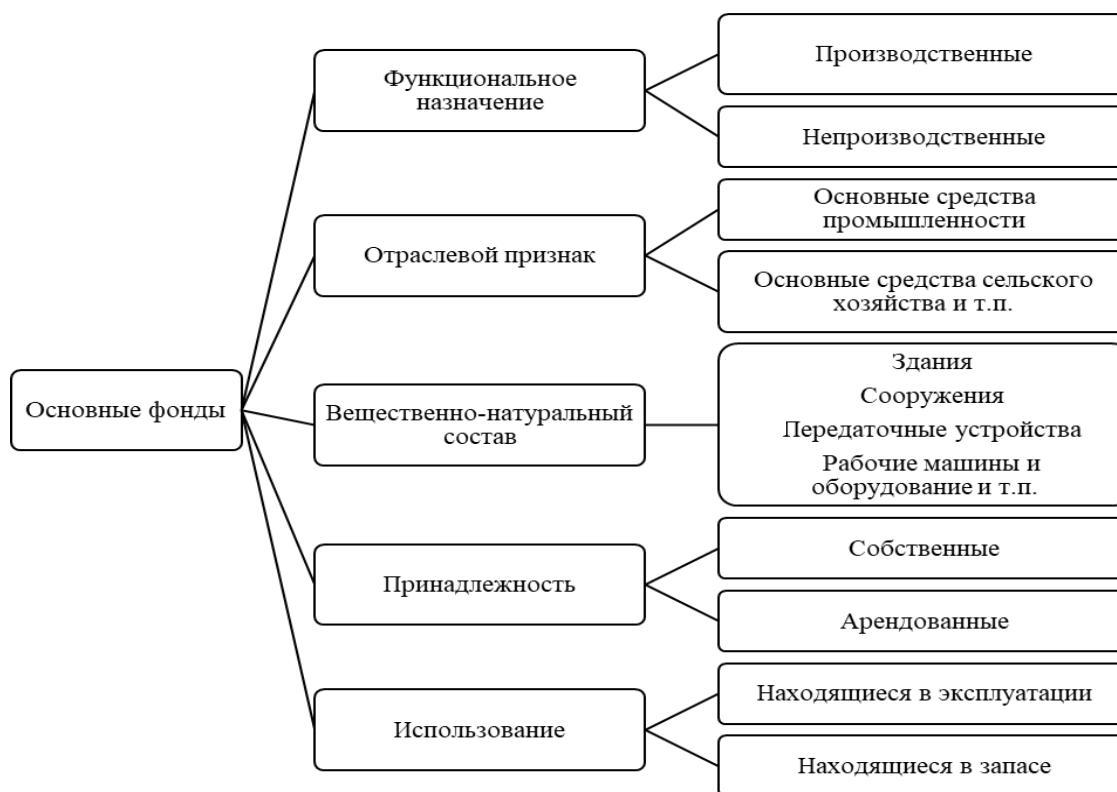 Основные фонды
Функциональное
назначение
Производственные
Непроизводственные
Отраслевой признак
Основные средства
промышленности
Основные средства сельского
хозяйства и т.п.
Вещественно-натуральный
состав
Здания
Сооружения
Передаточные устройства
Рабочие машины и
оборудование и т.п.
Принадлежность
Собственные
Арендованные
Использование
Находящиеся в эксплуатации
Находящиеся в запасе